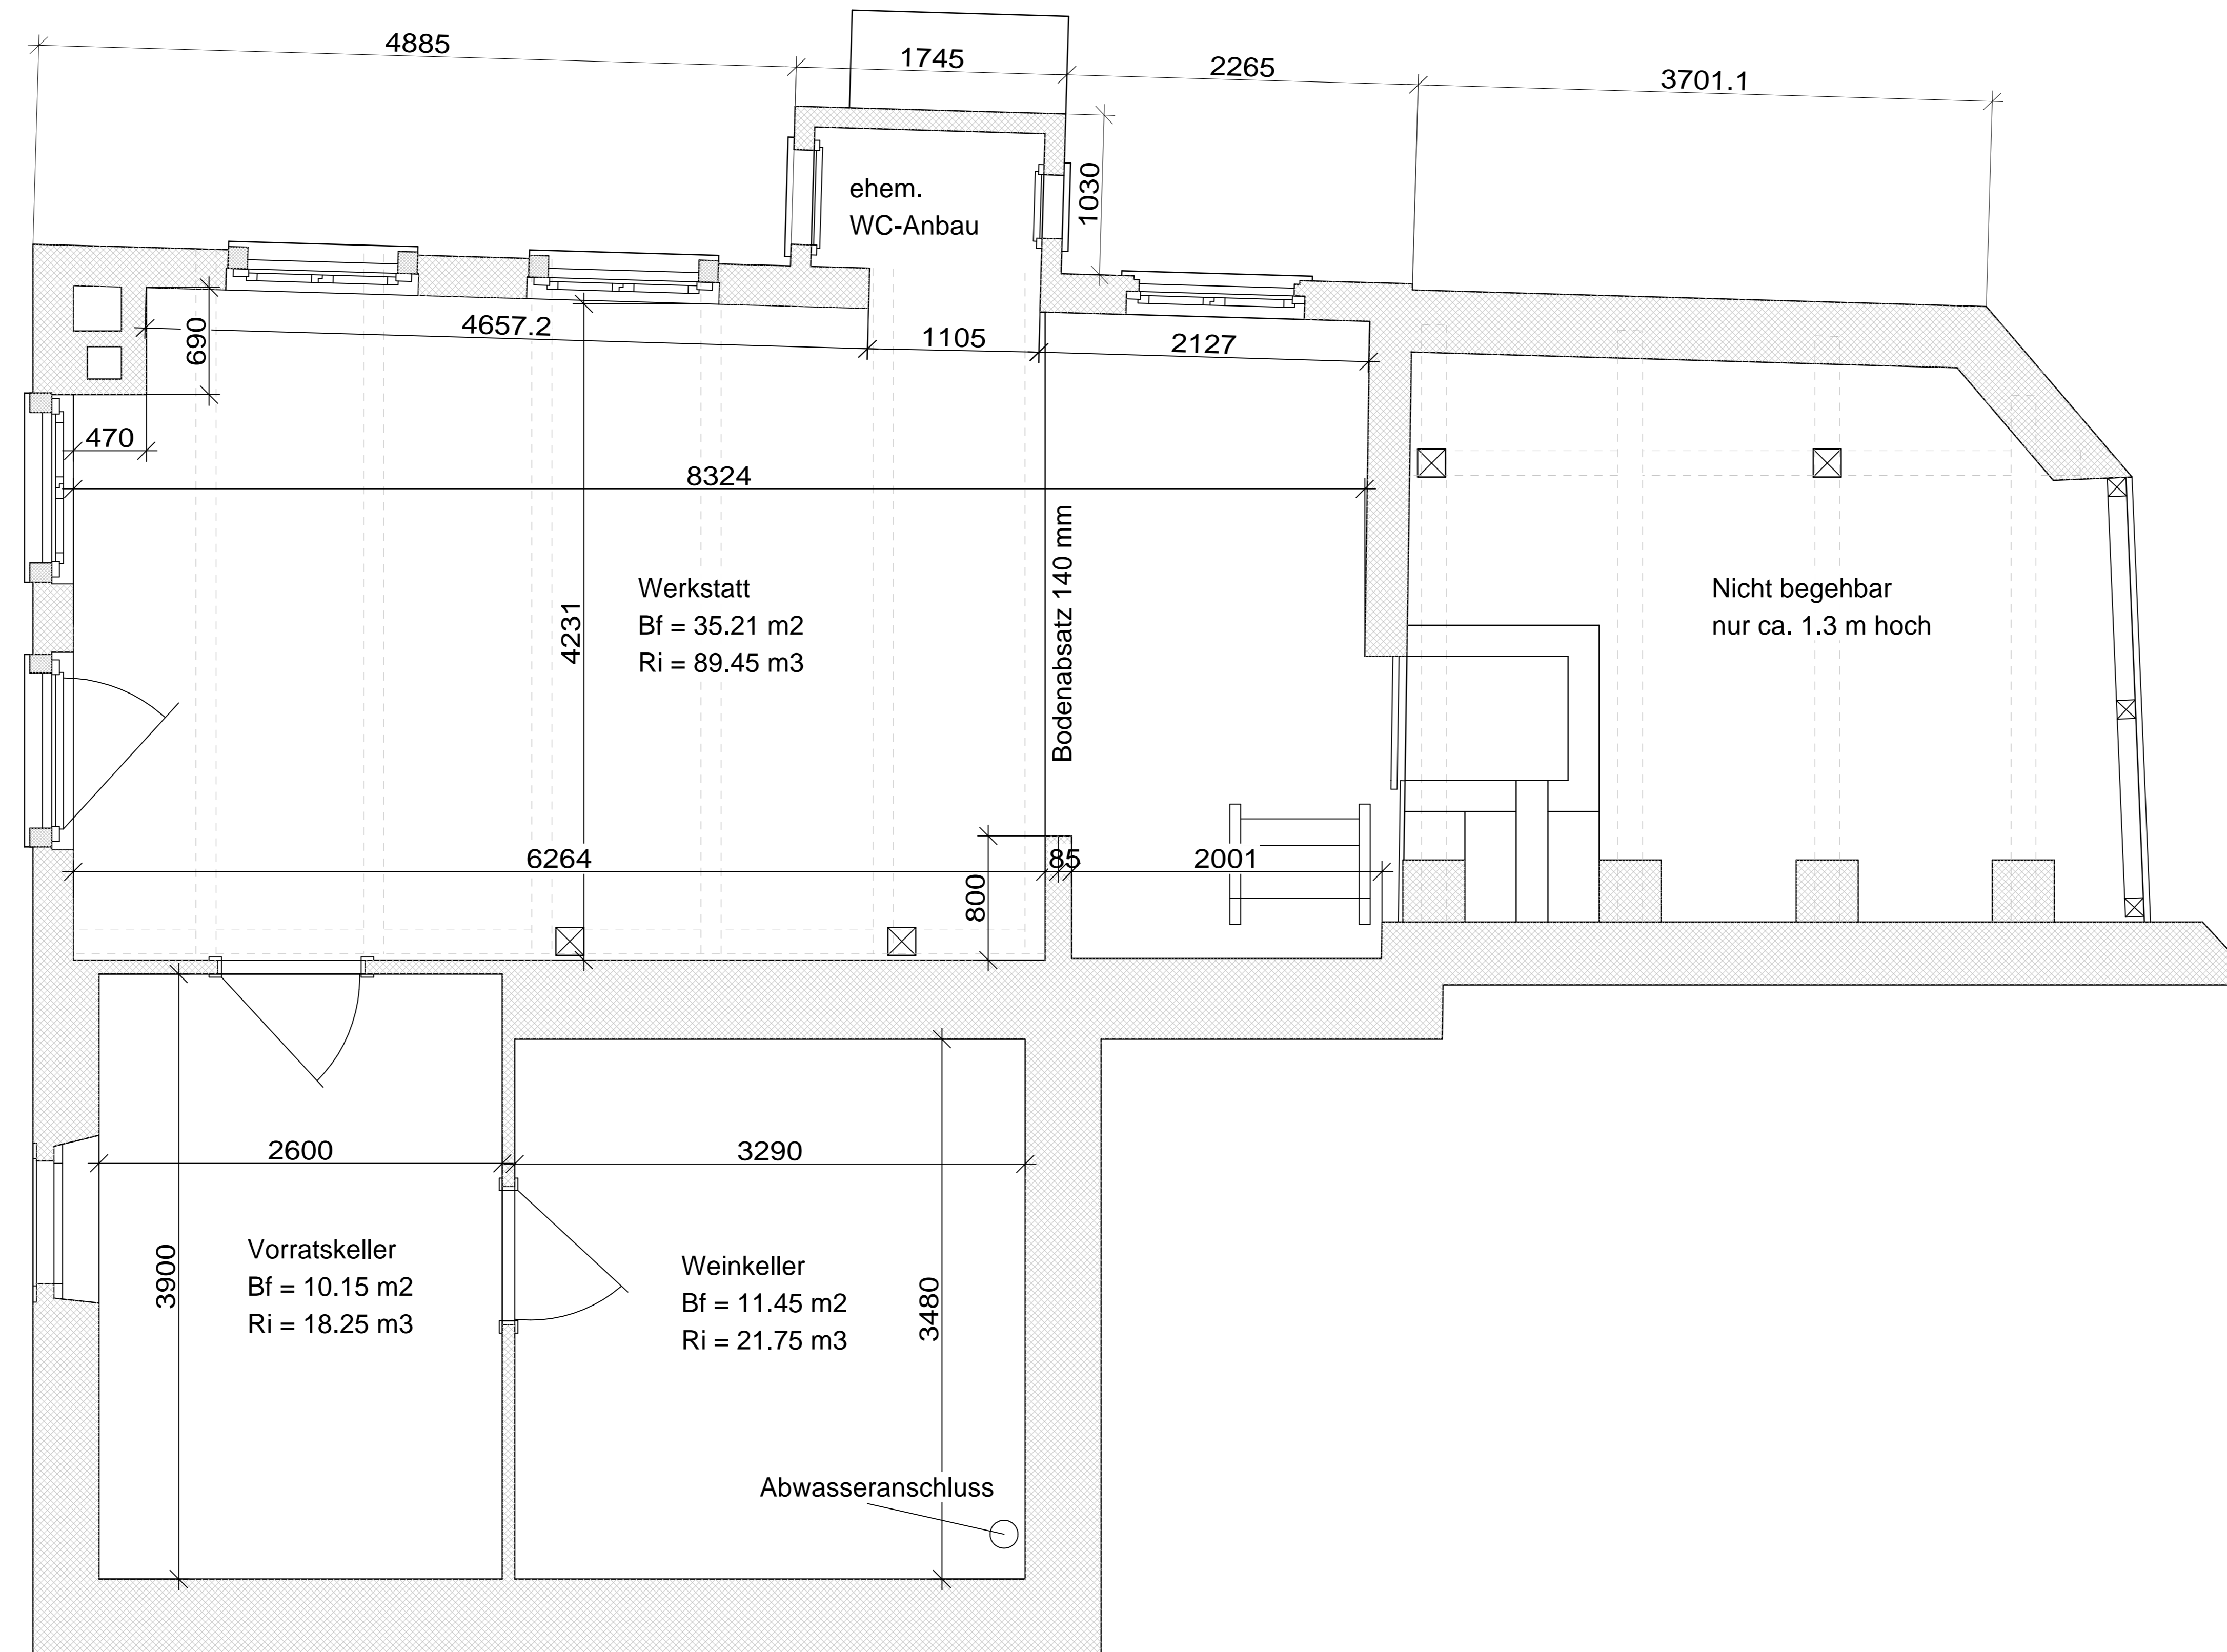 4885
1745
2265
3701.1
1030
ehem.
WC-Anbau
690
4657.2
1105
2127
470
8324
Bodenabsatz 140 mm
4231
Werkstatt
Bf = 35.21 m2
Ri = 89.45 m3
Nicht begehbar
nur ca. 1.3 m hoch
6264
85
2001
800
2600
3290
3900
Vorratskeller
Bf = 10.15 m2
Ri = 18.25 m3
Weinkeller
Bf = 11.45 m2
Ri = 21.75 m3
3480
Abwasseranschluss